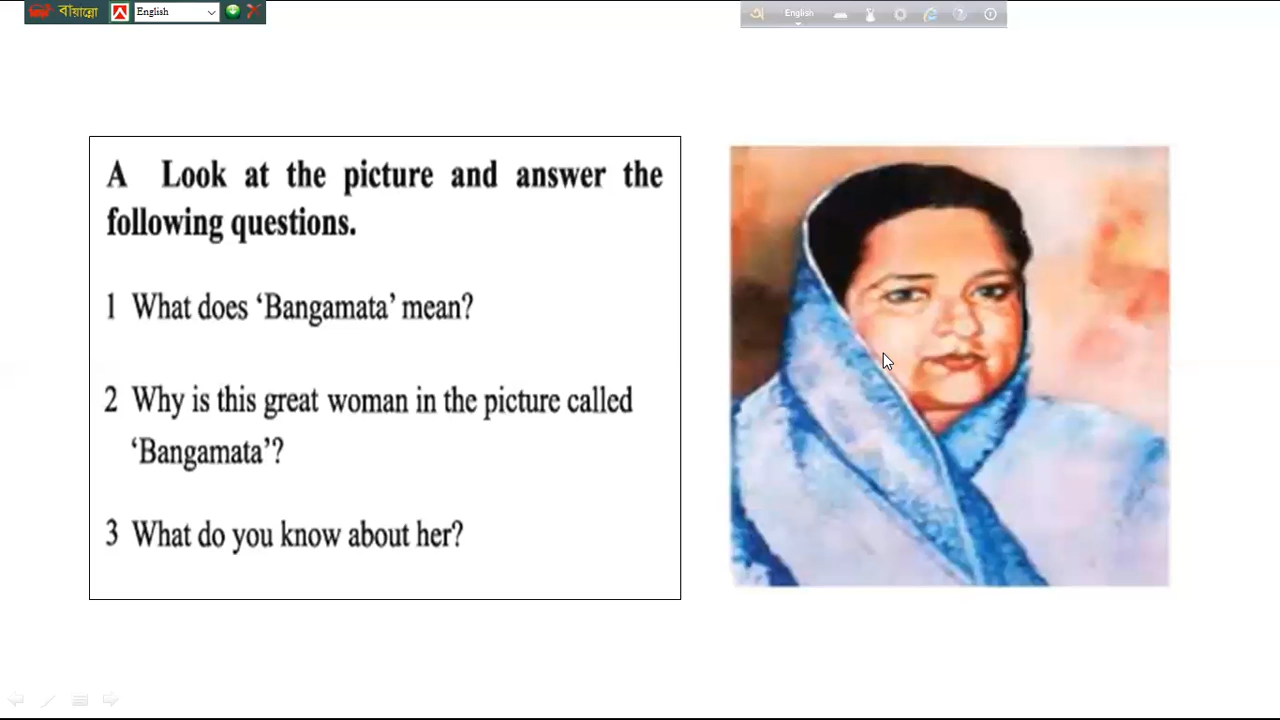 বাঁয়ান্নো English
English
A Look at the picture and answer the
following questions.
1 What does ‘Bangamata’ mean?
2 Why is this great woman in the picture called
‘Bangamata’?
3 What do you know about her?